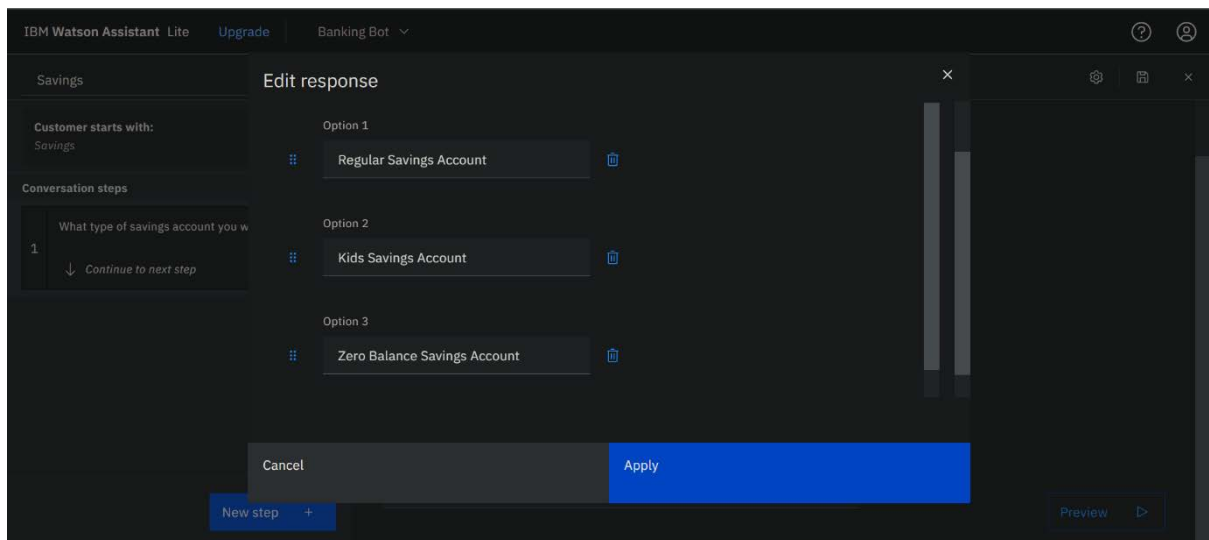 IBM Watson Assistant Lite Upgrade Banking Bot
Savings
Edit response
Customer starts with:
Savings
Conversation steps
1
What type of savings account you w
Continue to next step
Option 1
Regular Savings Account
Option 2
Kids Savings Account
Option 3
Zero Balance Savings Account
Cancel
Apply
New step +
Preview